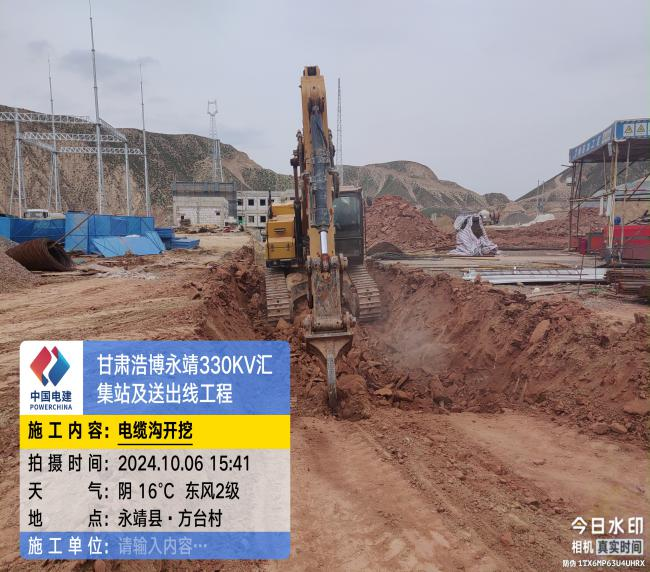 甘肃浩博永靖330KV汇
集站及送出线工程
中国电建
POWERCHINA
施工内容：电缆沟开挖
拍摄时间：2024.10.06 15:41
天气：阴 16°C 东风2级
地点：永靖县·方台村
施工单位：请输入内容…
今日水印
相机 真实时间
防伪 1TX6MP63U4UHRX